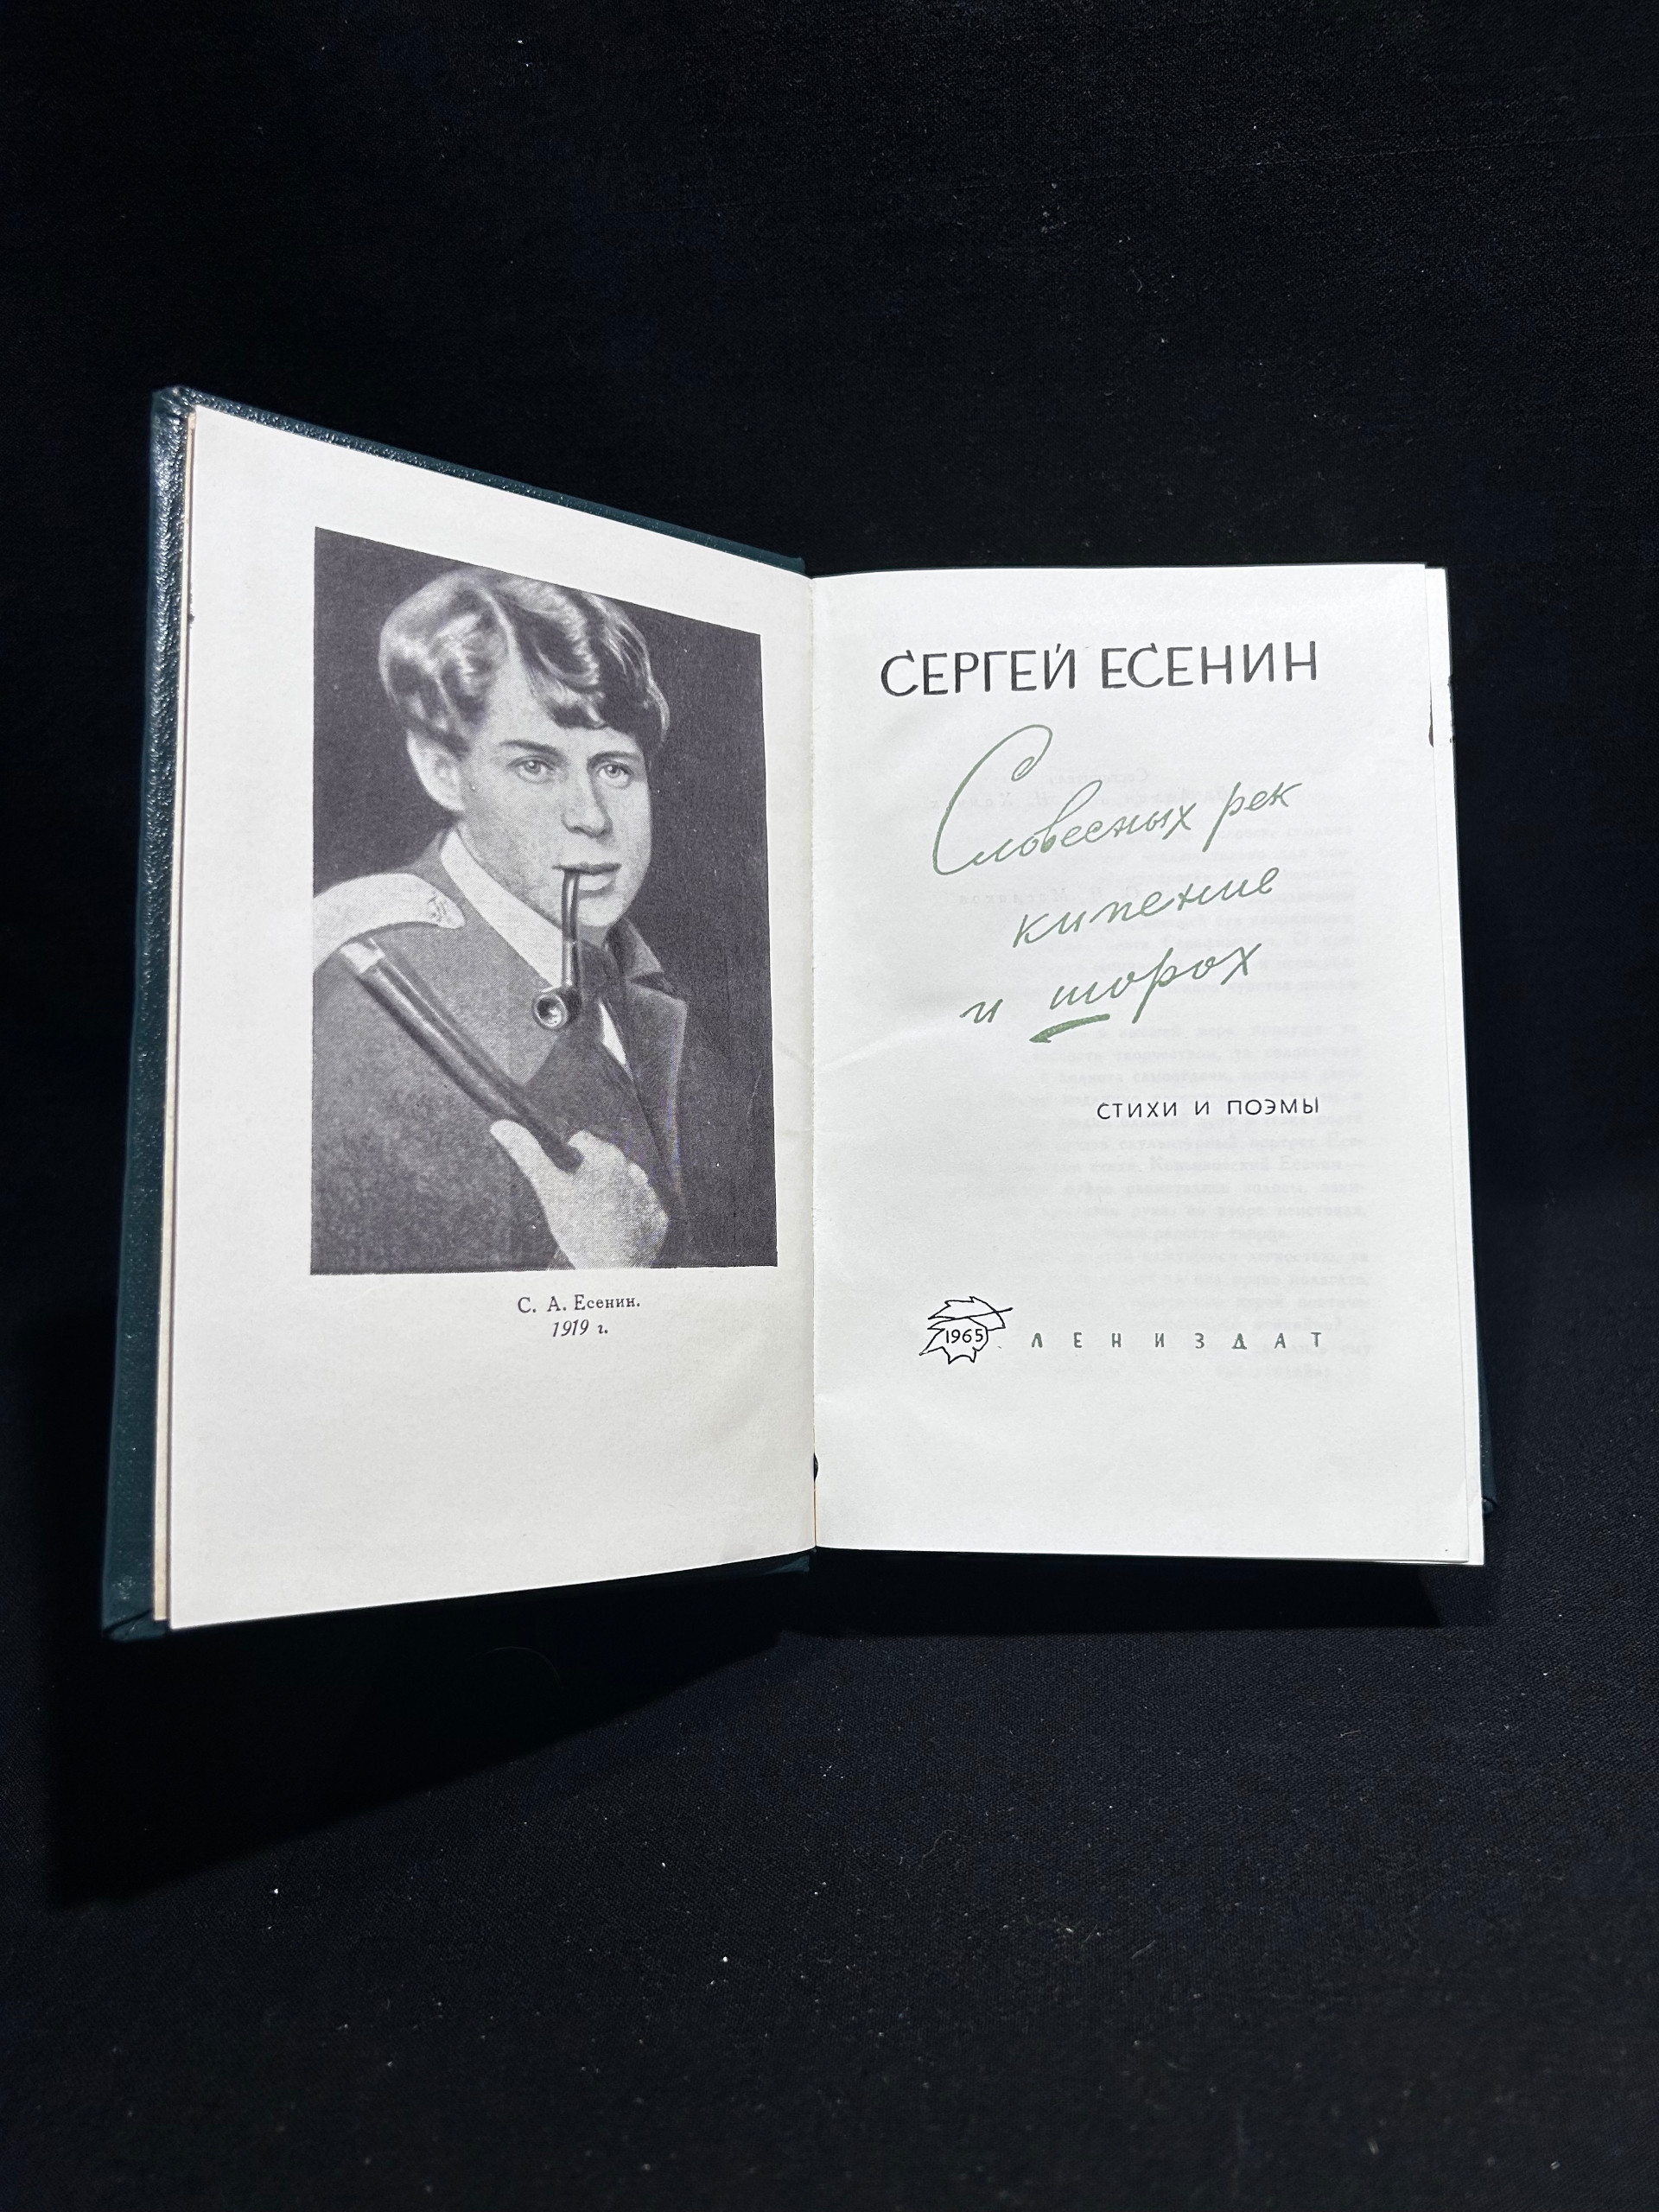 С. А. Есенин.
1919 г.
СЕРГЕЙ ЕСЕНИН
Словесных рек
кипение
и шорох
СТИХИ И ПОЭМЫ
1965 ЛЕНИЗДАТ